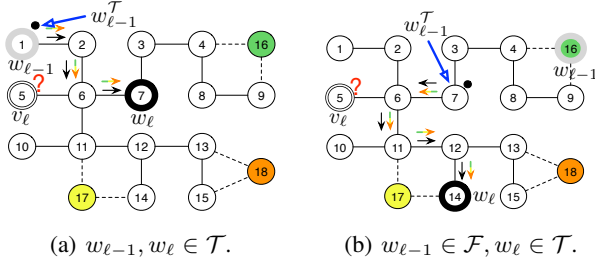 w_{ℓ−1}^𝒯 w_{ℓ−1}^𝒯
1 2 3 4 16 1 2 3 4 16
w_{ℓ−1} w_{ℓ−1}
5 ? 6 7 8 9 5 ? 6 7 8 9
v_ℓ w_ℓ v_ℓ
10 11 12 13 10 11 12 13
18 18
17 14 15 17 14 w_ℓ 15
(a) w_{ℓ−1}, w_ℓ ∈ 𝒯. (b) w_{ℓ−1} ∈ ℱ, w_ℓ ∈ 𝒯.